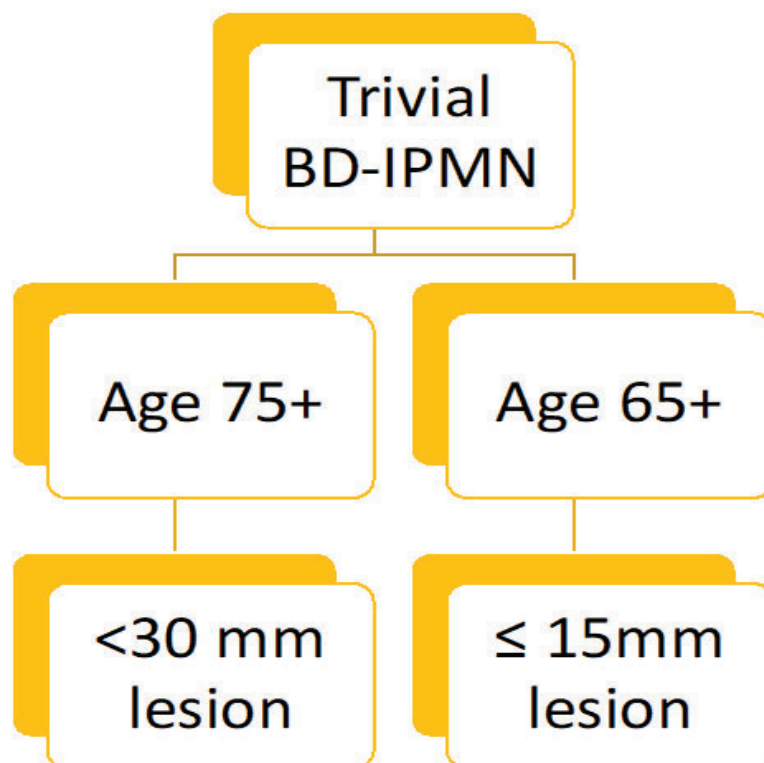 Trivial
BD-IPMN
Age 75+
Age 65+
<30 mm
lesion
≤ 15mm
lesion